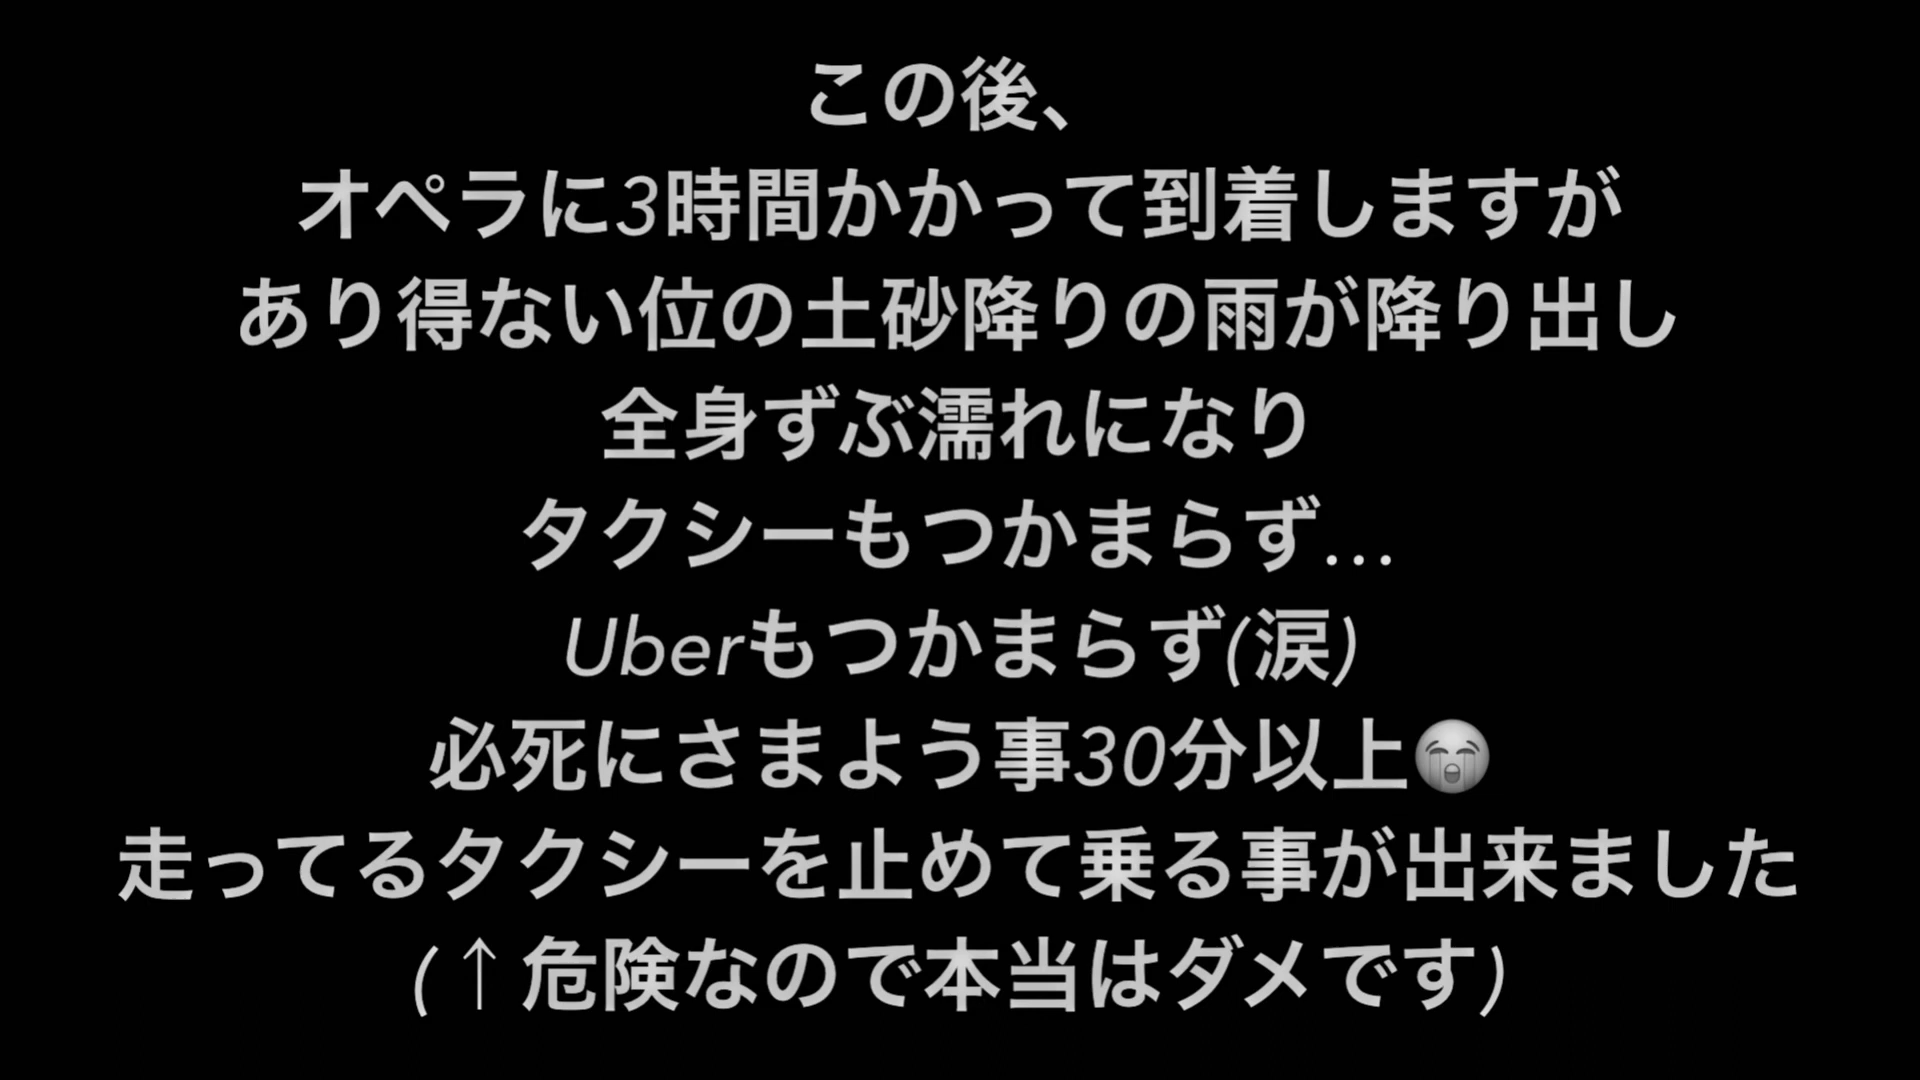 この後、
オペラに3時間かかって到着しますが
あり得ない位の土砂降りの雨が降り出し
全身ずぶ濡れになり
タクシーもつかまらず…
Uberもつかまらず(涙)
必死にさまよう事30分以上😭
走ってるタクシーを止めて乗る事が出来ました
(↑危険なので本当はダメです)